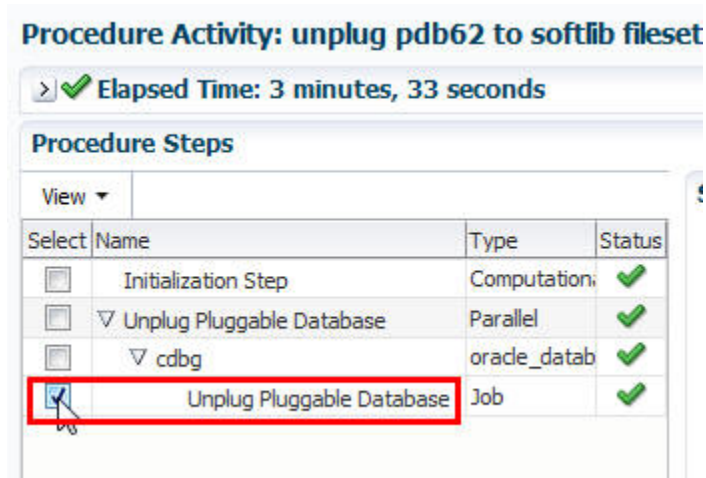 Procedure Activity: unplug pdb62 to softlib fileset
Elapsed Time: 3 minutes, 33 seconds
Procedure Steps
View
Select Name Type Status
Initialization Step Computation
Unplug Pluggable Database Parallel
cdbg oracle_datab
Unplug Pluggable Database Job